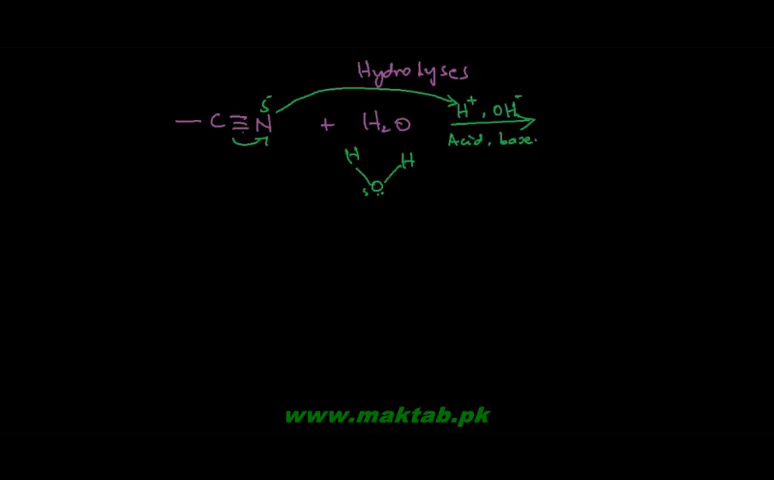 Hydrolyses
— C ≡ N + H₂O H⁺, OH⁻
δ⁻
Acid, base.
H H
O
www.maktab.pk